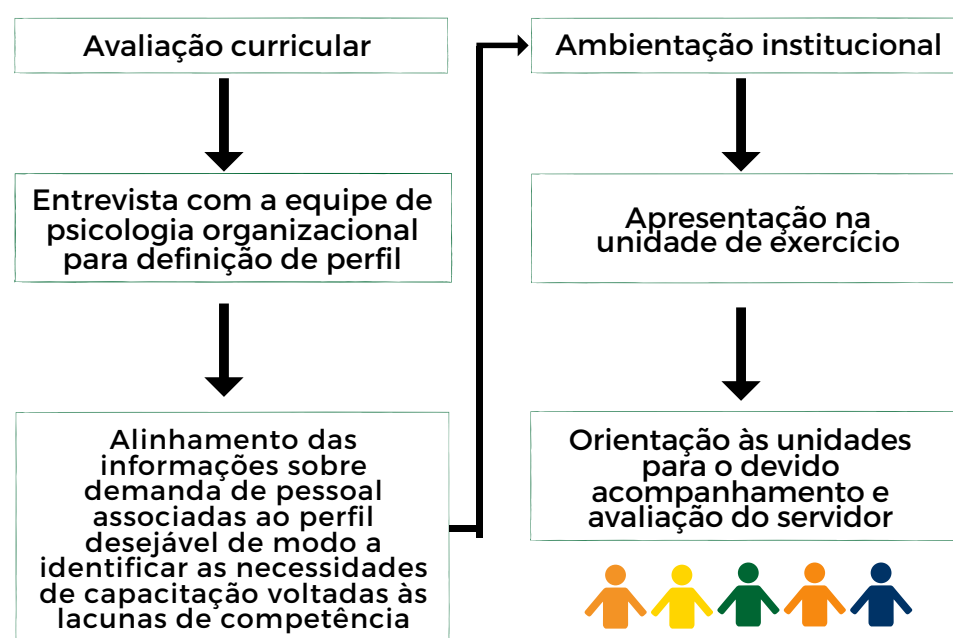 Avaliação curricular
Entrevista com a equipe de
psicologia organizacional
para definição de perfil
Alinhamento das
informações sobre
demanda de pessoal
associadas ao perfil
desejável de modo a
identificar as necessidades
de capacitação voltadas às
lacunas de competência
Ambientação institucional
Apresentação na
unidade de exercício
Orientação às unidades
para o devido
acompanhamento e
avaliação do servidor